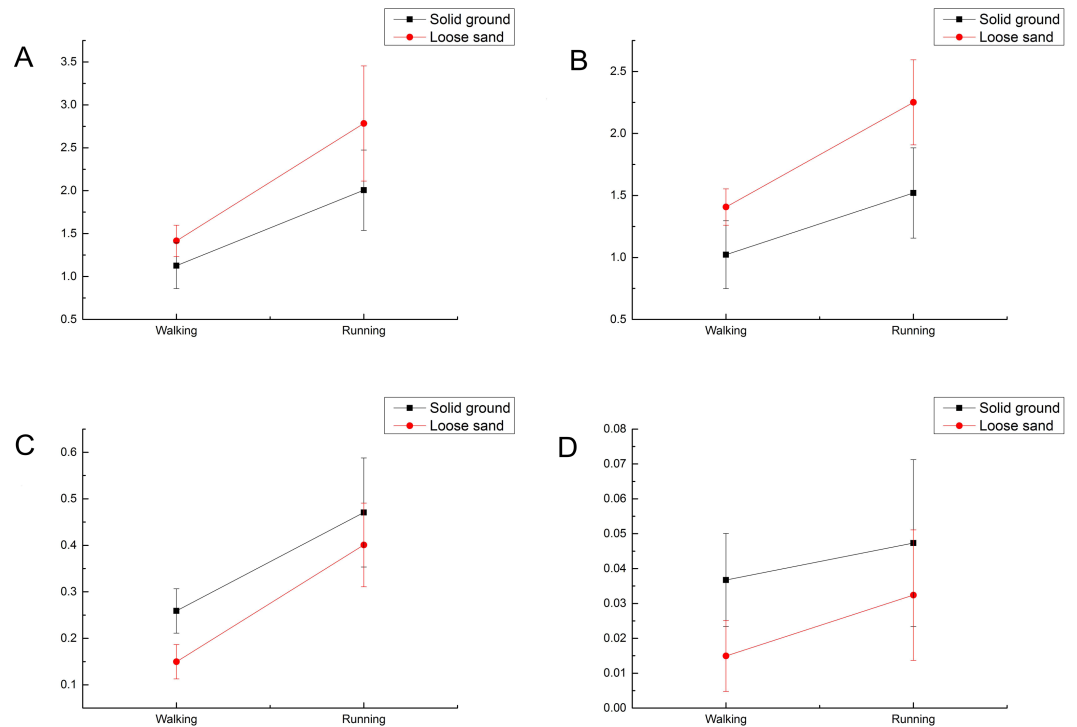 A
Solid ground
Loose sand
3.5
3.0
2.5
2.0
1.5
1.0
0.5
Walking
Running
B
Solid ground
Loose sand
2.5
2.0
1.5
1.0
0.5
Walking
Running
C
Solid ground
Loose sand
0.6
0.5
0.4
0.3
0.2
0.1
Walking
Running
D
Solid ground
Loose sand
0.08
0.07
0.06
0.05
0.04
0.03
0.02
0.01
0.00
Walking
Running